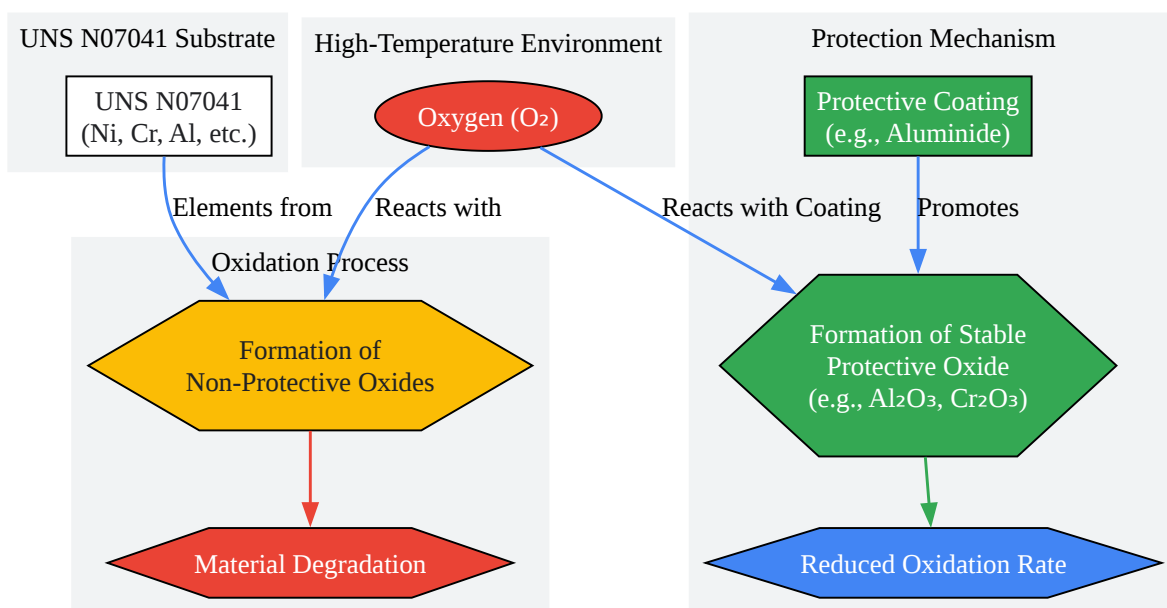 UNS N07041 Substrate
High-Temperature Environment
Protection Mechanism
UNS N07041
(Ni, Cr, Al, etc.)
Oxygen (O₂)
Protective Coating
(e.g., Aluminide)
Elements from
Reacts with
Reacts with Coating
Promotes
Oxidation Process
Formation of
Non-Protective Oxides
Formation of Stable
Protective Oxide
(e.g., Al₂O₃, Cr₂O₃)
Material Degradation
Reduced Oxidation Rate